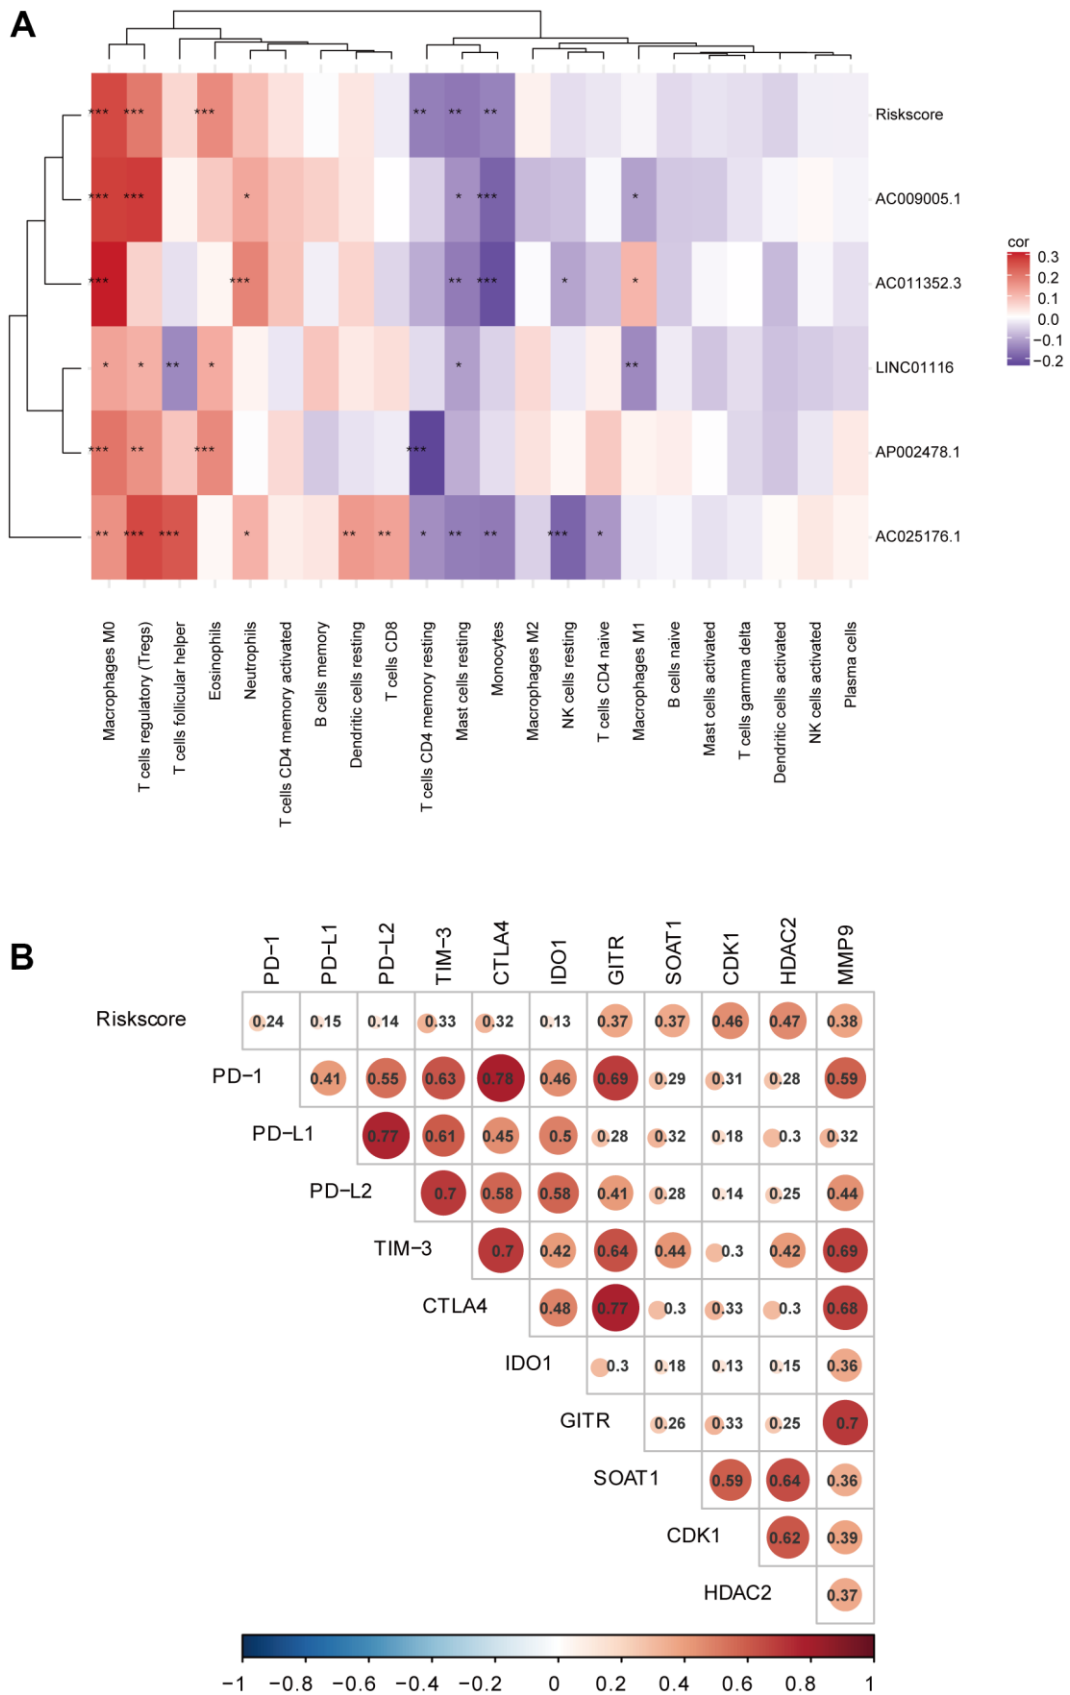 A
*** *** *** ** ** ** Riskscore
*** *** * * *** * AC009005.1
*** *** ** *** * * AC011352.3
* * ** * * ** LINC01116
*** ** *** *** AP002478.1
** *** *** * ** ** * ** ** *** * AC025176.1
cor
0.3
0.2
0.1
0.0
−0.1
−0.2
Macrophages M0
T cells regulatory (Tregs)
T cells follicular helper
Eosinophils
Neutrophils
T cells CD4 memory activated
B cells memory
Dendritic cells resting
T cells CD8
T cells CD4 memory resting
Mast cells resting
Monocytes
Macrophages M2
NK cells resting
T cells CD4 naive
Macrophages M1
B cells naive
Mast cells activated
T cells gamma delta
Dendritic cells activated
NK cells activated
Plasma cells
B
PD−1 PD−L1 PD−L2 TIM−3 CTLA4 IDO1 GITR SOAT1 CDK1 HDAC2 MMP9
Riskscore 0.24 0.15 0.14 0.33 0.32 0.13 0.37 0.37 0.46 0.47 0.38
PD−1 0.41 0.55 0.63 0.78 0.46 0.69 0.29 0.31 0.28 0.59
PD−L1 0.77 0.61 0.45 0.5 0.28 0.32 0.18 0.3 0.32
PD−L2 0.7 0.58 0.58 0.41 0.28 0.14 0.25 0.44
TIM−3 0.7 0.42 0.64 0.44 0.3 0.42 0.69
CTLA4 0.48 0.77 0.3 0.33 0.3 0.68
IDO1 0.3 0.18 0.13 0.15 0.36
GITR 0.26 0.33 0.25 0.7
SOAT1 0.59 0.64 0.36
CDK1 0.62 0.39
HDAC2 0.37
−1 −0.8 −0.6 −0.4 −0.2 0 0.2 0.4 0.6 0.8 1